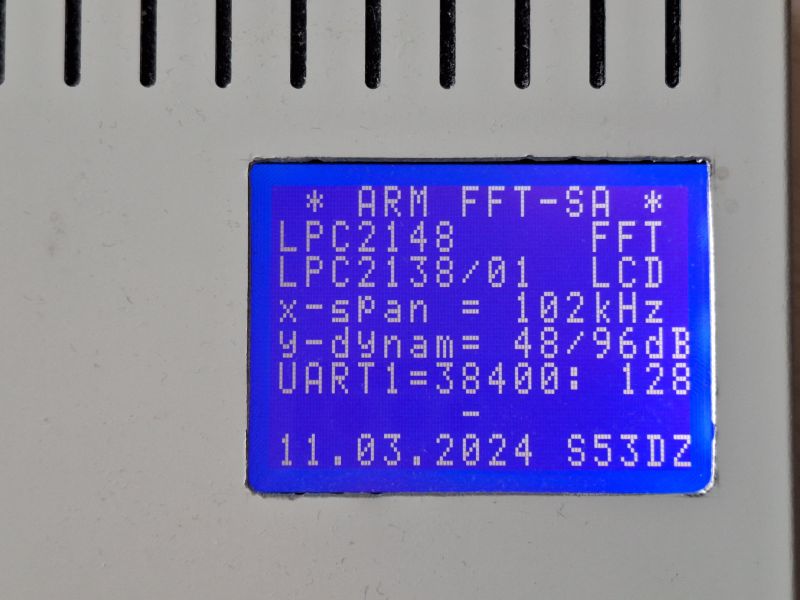 * ARM FFT-SA *
LPC2148 FFT
LPC2138/01 LCD
x-span = 102kHz
y-dynam= 48/96dB
UART1=38400: 128
-
11.03.2024 S53DZ